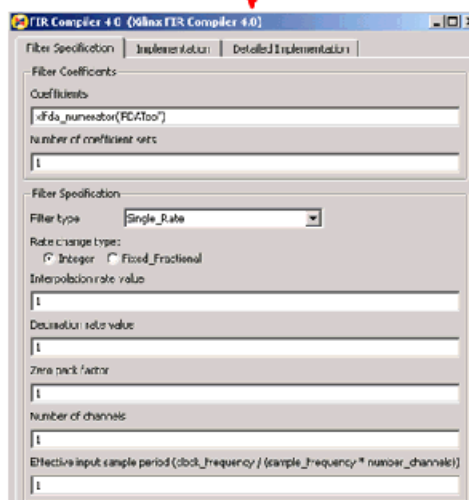 FIR Compiler 4.0 (Xilinx FIR Compiler 4.0)
Filter Specification Implementation Detailed Implementation
Filter Coefficients
Coefficients
xlfda_numerator('FDATool')
Number of coefficient sets
1
Filter Specification
Filter type Single_Rate
Rate change type:
Integer Fixed_Fractional
Interpolation rate value
1
Decimation rate value
1
Zero pack factor
1
Number of channels
1
Effective input sample period (clock_frequency / (sample_frequency * number_channels))
1